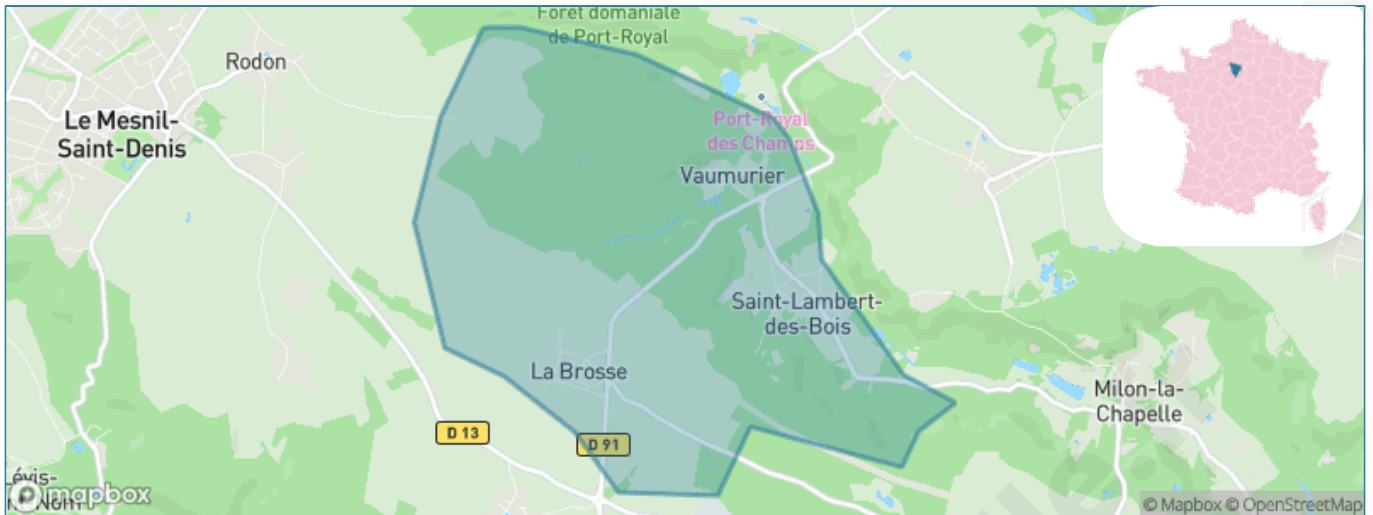 Forêt domaniale
de Port-Royal
Rodon
Le Mesnil-
Saint-Denis
Port-Royal
des Champs
Vaumurier
Saint-Lambert-
des-Bois
La Brosse
Milon-la-
Chapelle
D 13
D 91
Lévis-
mapbox
© Mapbox © OpenStreetMap